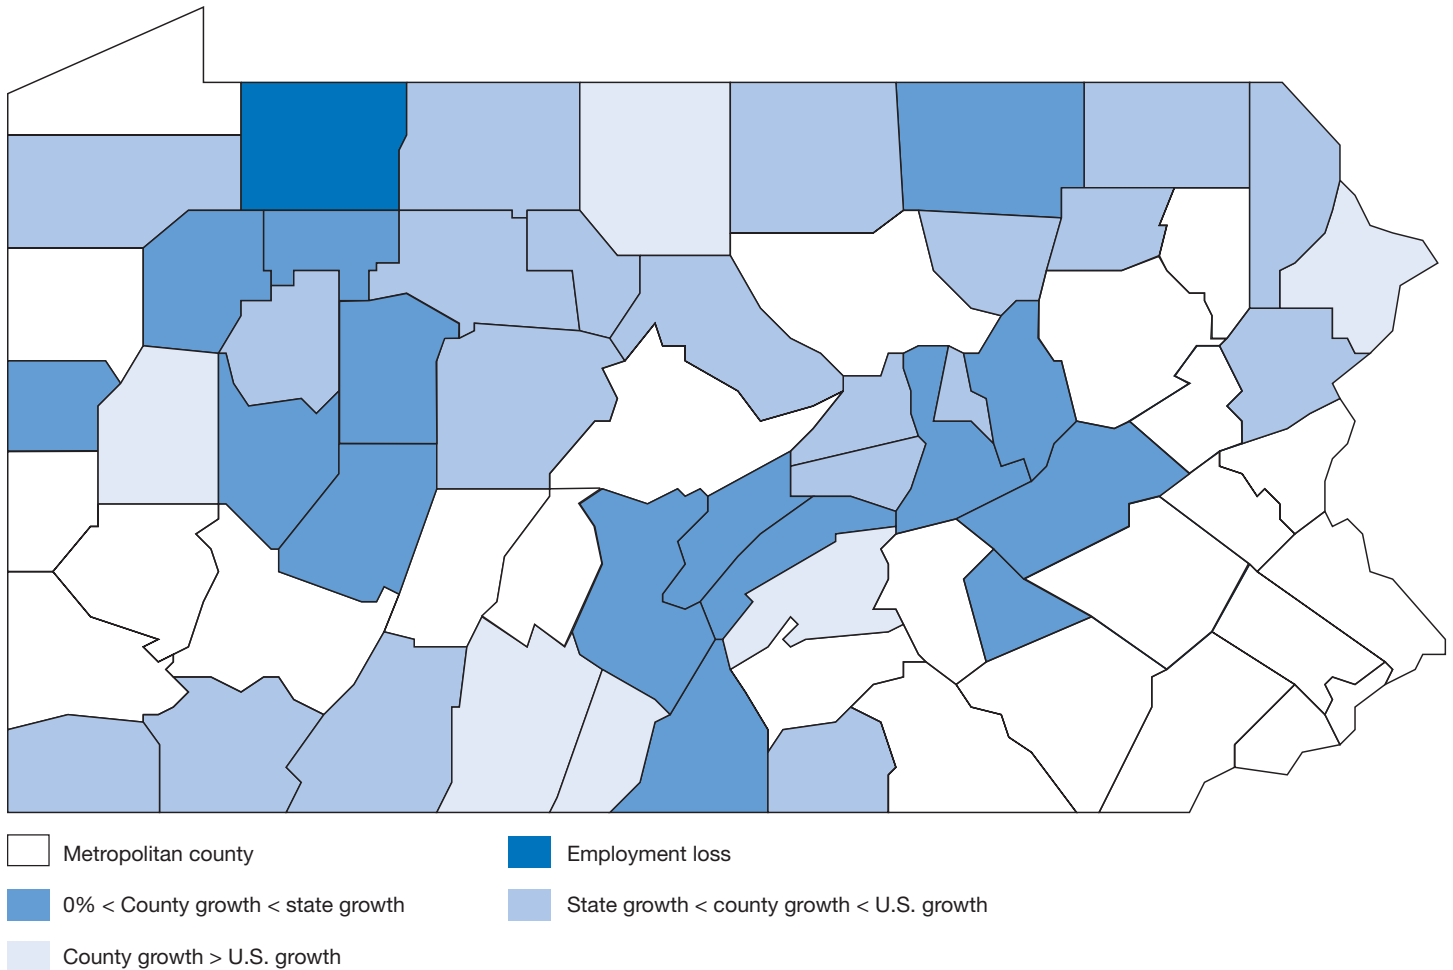 Metropolitan county
Employment loss
0% < County growth < state growth
State growth < county growth < U.S. growth
County growth > U.S. growth